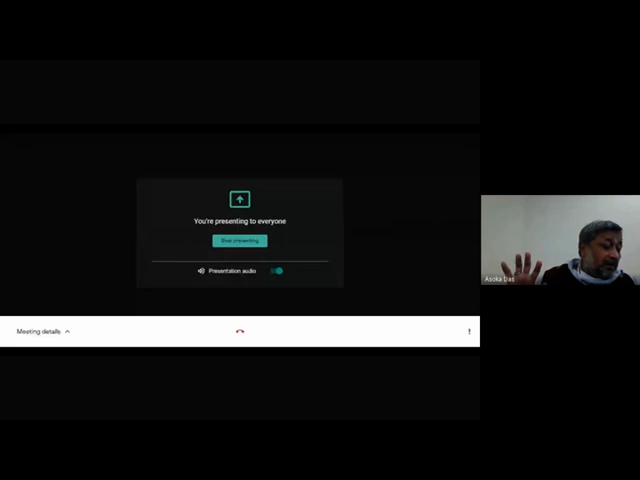 You're presenting to everyone
Stop presenting
Presentation audio
Meeting details
Asoka Das